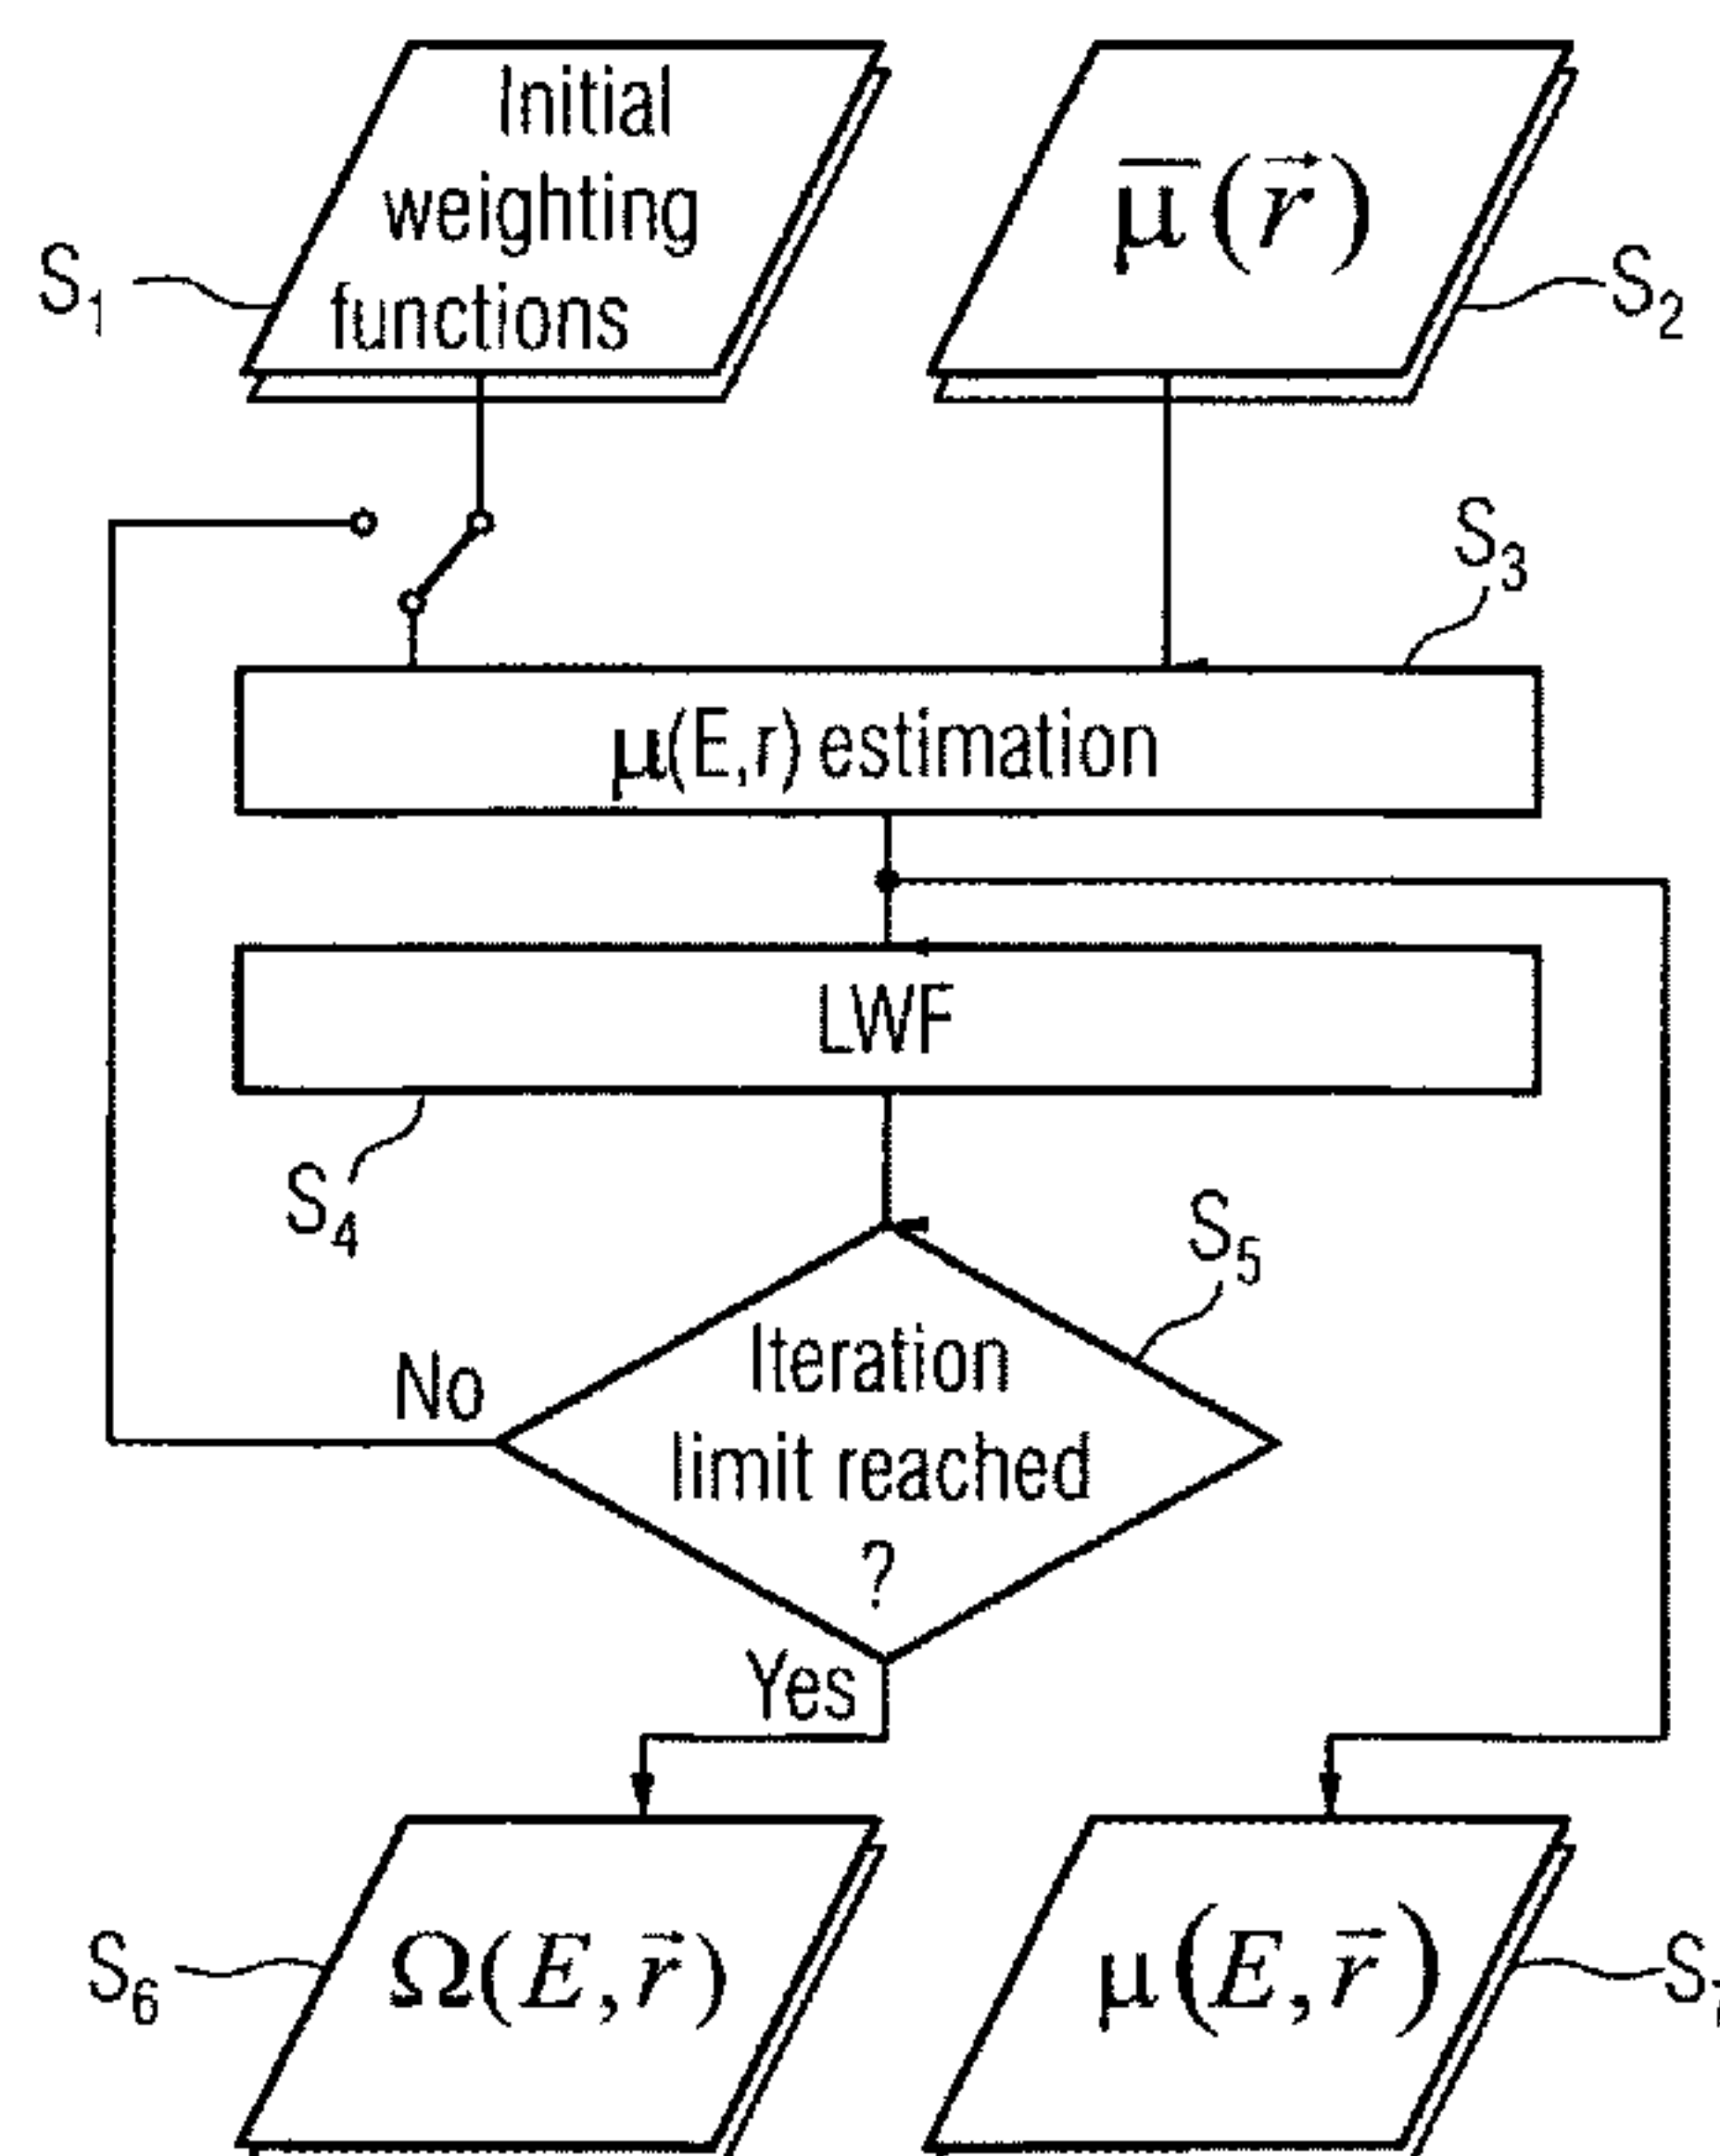 Initial
weighting
functions
S₁
μ̅(r⃗)
S₂
S₃
μ(E,r) estimation
LWF
S₄
S₅
Iteration
limit reached
?
No
Yes
S₆
Ω(E,r⃗)
μ(E,r⃗)